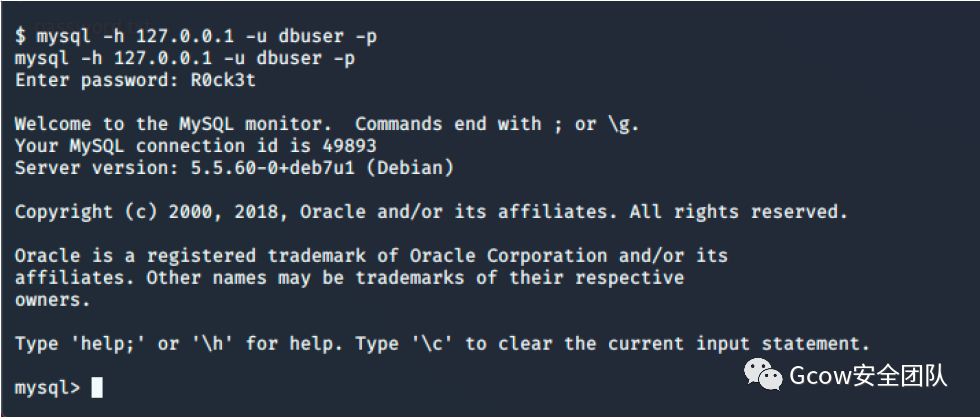 $ mysql -h 127.0.0.1 -u dbuser -p
mysql -h 127.0.0.1 -u dbuser -p
Enter password: R0ck3t
Welcome to the MySQL monitor.  Commands end with ; or \g.
Your MySQL connection id is 49893
Server version: 5.5.60-0+deb7u1 (Debian)
Copyright (c) 2000, 2018, Oracle and/or its affiliates. All rights reserved.
Oracle is a registered trademark of Oracle Corporation and/or its
affiliates. Other names may be trademarks of their respective
owners.
Type 'help;' or '\h' for help. Type '\c' to clear the current input statement.
mysql>
Gcow安全团队